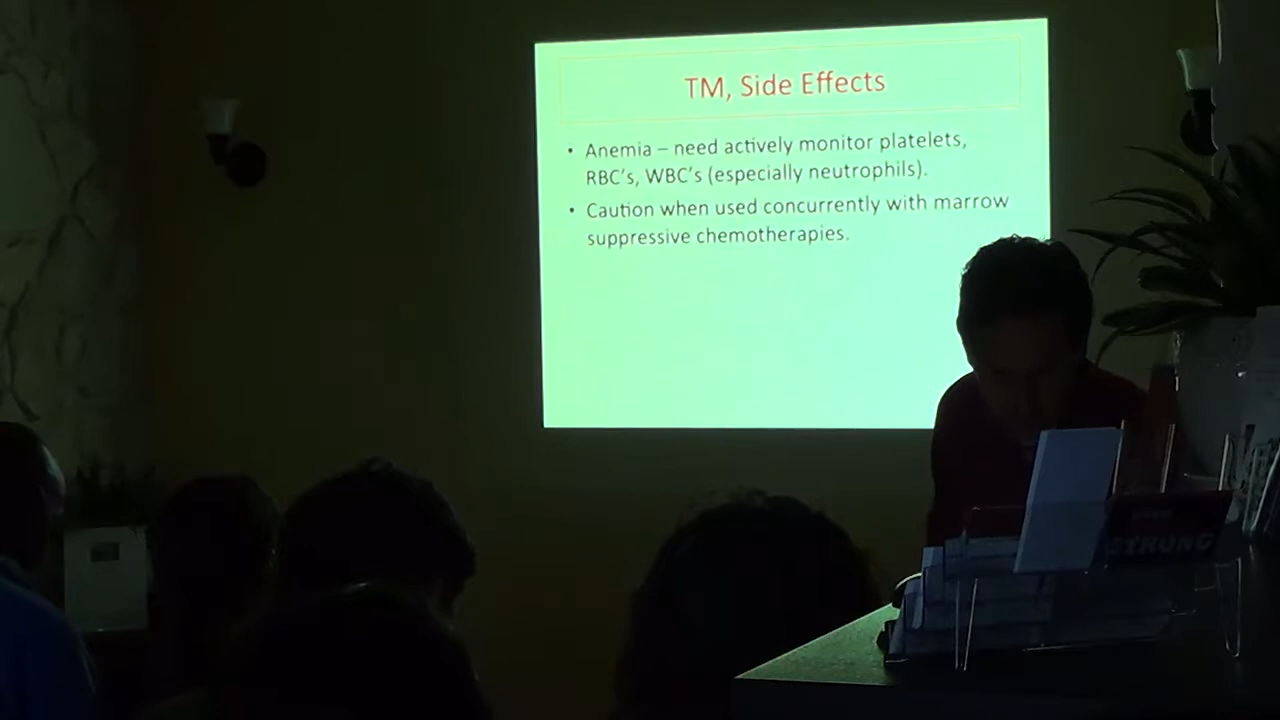 TM, Side Effects
• Anemia – need actively monitor platelets,
RBC's, WBC's (especially neutrophils).
• Caution when used concurrently with marrow
suppressive chemotherapies.
STRONG